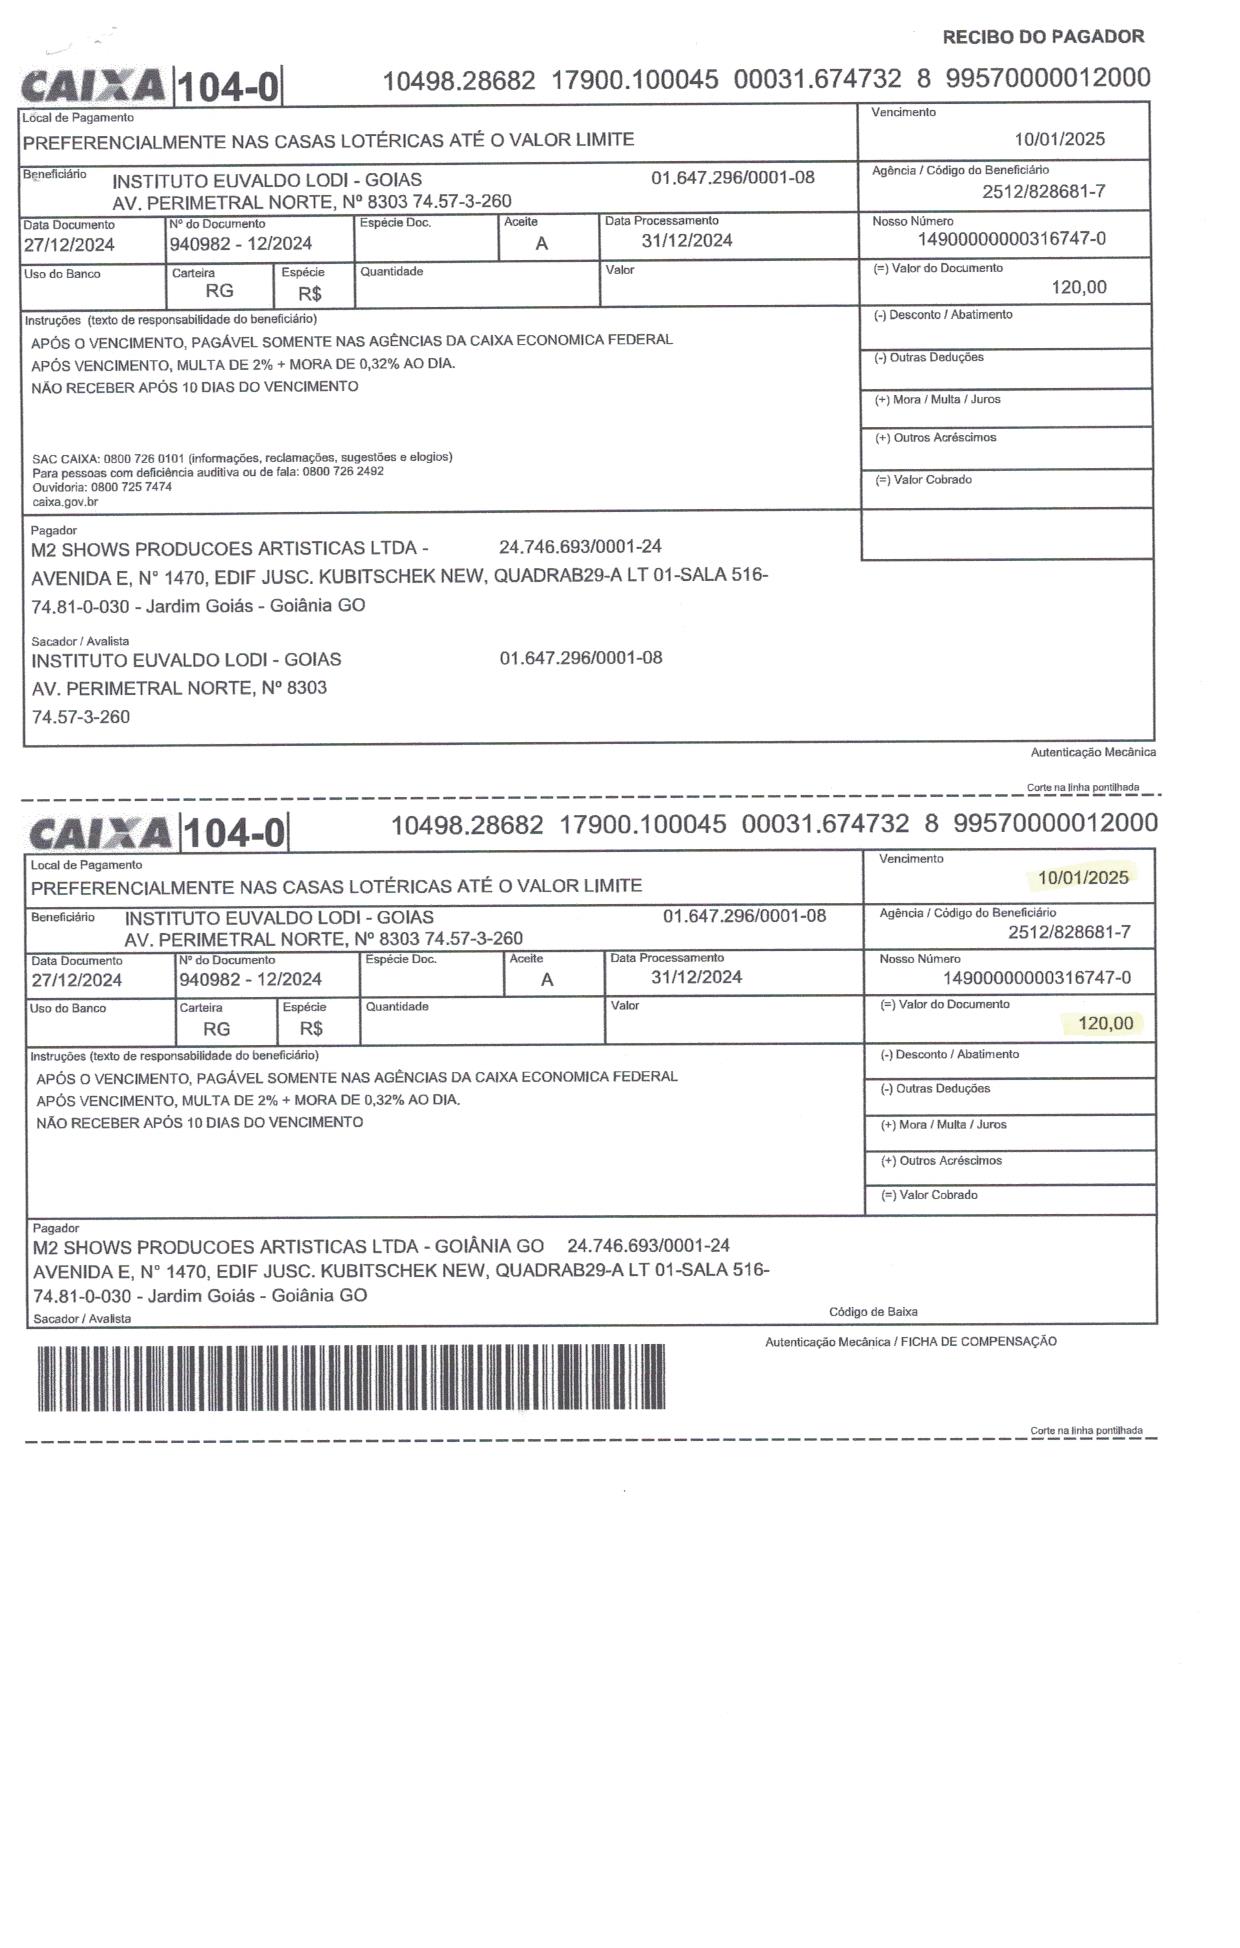 RECIBO DO PAGADOR
CAIXA 104-0 10498.28682 17900.100045 00031.674732 8 99570000012000
Local de Pagamento
PREFERENCIALMENTE NAS CASAS LOTÉRICAS ATÉ O VALOR LIMITE
Vencimento
10/01/2025
Beneficiário INSTITUTO EUVALDO LODI - GOIAS 01.647.296/0001-08
AV. PERIMETRAL NORTE, Nº 8303 74.57-3-260
Agência / Código do Beneficiário
2512/828681-7
Data Documento Nº do Documento Espécie Doc. Aceite Data Processamento Nosso Número
27/12/2024 940982 - 12/2024 A 31/12/2024 14900000000316747-0
Uso do Banco Carteira Espécie Quantidade Valor (=) Valor do Documento
RG R$ 120,00
Instruções (texto de responsabilidade do beneficiário)
APÓS O VENCIMENTO, PAGÁVEL SOMENTE NAS AGÊNCIAS DA CAIXA ECONOMICA FEDERAL
APÓS VENCIMENTO, MULTA DE 2% + MORA DE 0,32% AO DIA.
NÃO RECEBER APÓS 10 DIAS DO VENCIMENTO
(-) Desconto / Abatimento
(-) Outras Deduções
(+) Mora / Multa / Juros
(+) Outros Acréscimos
(=) Valor Cobrado
SAC CAIXA: 0800 726 0101 (informações, reclamações, sugestões e elogios)
Para pessoas com deficiência auditiva ou de fala: 0800 726 2492
Ouvidoria: 0800 725 7474
caixa.gov.br
Pagador
M2 SHOWS PRODUCOES ARTISTICAS LTDA - 24.746.693/0001-24
AVENIDA E, N° 1470, EDIF JUSC. KUBITSCHEK NEW, QUADRAB29-A LT 01-SALA 516-
74.81-0-030 - Jardim Goiás - Goiânia GO
Sacador / Avalista
INSTITUTO EUVALDO LODI - GOIAS 01.647.296/0001-08
AV. PERIMETRAL NORTE, Nº 8303
74.57-3-260
Autenticação Mecânica
Corte na linha pontilhada
CAIXA 104-0 10498.28682 17900.100045 00031.674732 8 99570000012000
Local de Pagamento
PREFERENCIALMENTE NAS CASAS LOTÉRICAS ATÉ O VALOR LIMITE
Vencimento
10/01/2025
Beneficiário INSTITUTO EUVALDO LODI - GOIAS 01.647.296/0001-08
AV. PERIMETRAL NORTE, Nº 8303 74.57-3-260
Agência / Código do Beneficiário
2512/828681-7
Data Documento Nº do Documento Espécie Doc. Aceite Data Processamento Nosso Número
27/12/2024 940982 - 12/2024 A 31/12/2024 14900000000316747-0
Uso do Banco Carteira Espécie Quantidade Valor (=) Valor do Documento
RG R$ 120,00
Instruções (texto de responsabilidade do beneficiário)
APÓS O VENCIMENTO, PAGÁVEL SOMENTE NAS AGÊNCIAS DA CAIXA ECONOMICA FEDERAL
APÓS VENCIMENTO, MULTA DE 2% + MORA DE 0,32% AO DIA.
NÃO RECEBER APÓS 10 DIAS DO VENCIMENTO
(-) Desconto / Abatimento
(-) Outras Deduções
(+) Mora / Multa / Juros
(+) Outros Acréscimos
(=) Valor Cobrado
Pagador
M2 SHOWS PRODUCOES ARTISTICAS LTDA - GOIÂNIA GO 24.746.693/0001-24
AVENIDA E, N° 1470, EDIF JUSC. KUBITSCHEK NEW, QUADRAB29-A LT 01-SALA 516-
74.81-0-030 - Jardim Goiás - Goiânia GO
Sacador / Avalista Código de Baixa
Autenticação Mecânica / FICHA DE COMPENSAÇÃO
Corte na linha pontilhada